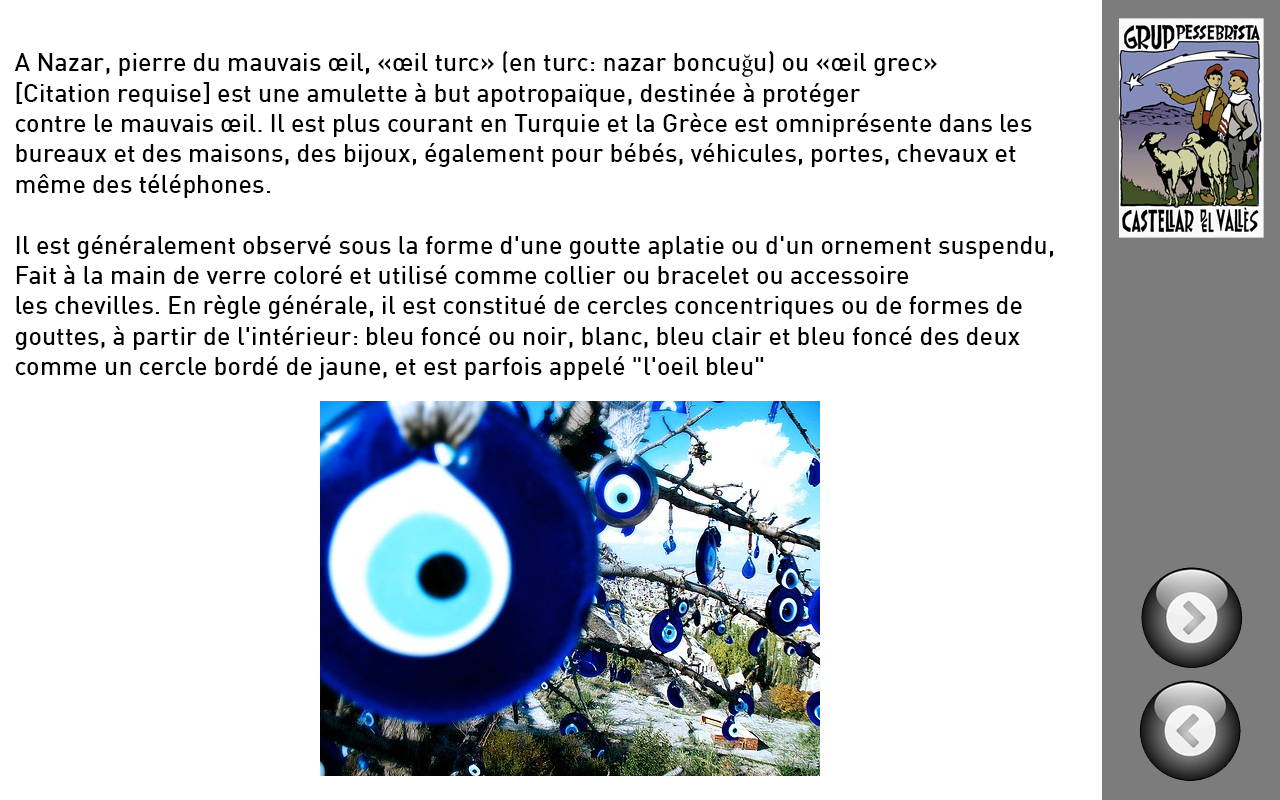 A Nazar, pierre du mauvais œil, «œil turc» (en turc: nazar boncuğu) ou «œil grec»
[Citation requise] est une amulette à but apotropaïque, destinée à protéger
contre le mauvais œil. Il est plus courant en Turquie et la Grèce est omniprésente dans les
bureaux et des maisons, des bijoux, également pour bébés, véhicules, portes, chevaux et
même des téléphones.
Il est généralement observé sous la forme d'une goutte aplatie ou d'un ornement suspendu,
Fait à la main de verre coloré et utilisé comme collier ou bracelet ou accessoire
les chevilles. En règle générale, il est constitué de cercles concentriques ou de formes de
gouttes, à partir de l'intérieur: bleu foncé ou noir, blanc, bleu clair et bleu foncé des deux
comme un cercle bordé de jaune, et est parfois appelé "l'oeil bleu"
GRUP PESSEBRISTA
CASTELLAR DEL VALLÈS